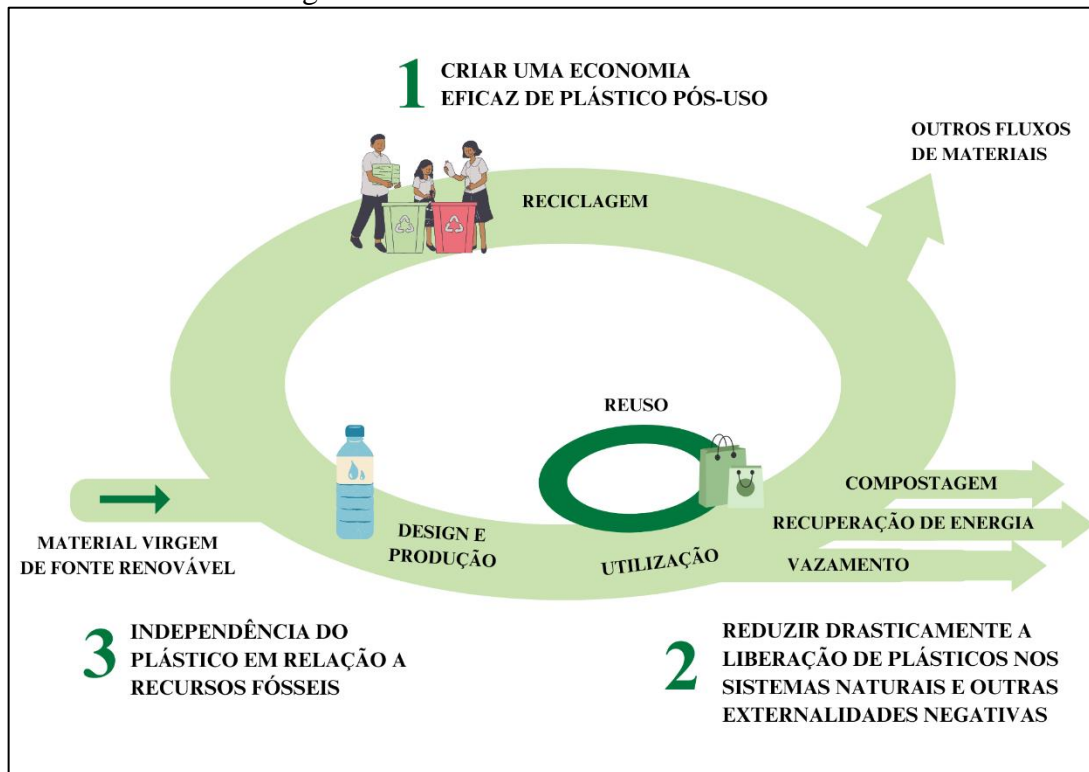 1 CRIAR UMA ECONOMIA
EFICAZ DE PLÁSTICO PÓS-USO
OUTROS FLUXOS
DE MATERIAIS
RECICLAGEM
REUSO
COMPOSTAGEM
RECUPERAÇÃO DE ENERGIA
VAZAMENTO
DESIGN E
PRODUÇÃO
UTILIZAÇÃO
MATERIAL VIRGEM
DE FONTE RENOVÁVEL
3 INDEPENDÊNCIA DO
PLÁSTICO EM RELAÇÃO A
RECURSOS FÓSSEIS
2 REDUZIR DRASTICAMENTE A
LIBERAÇÃO DE PLÁSTICOS NOS
SISTEMAS NATURAIS E OUTRAS
EXTERNALIDADES NEGATIVAS